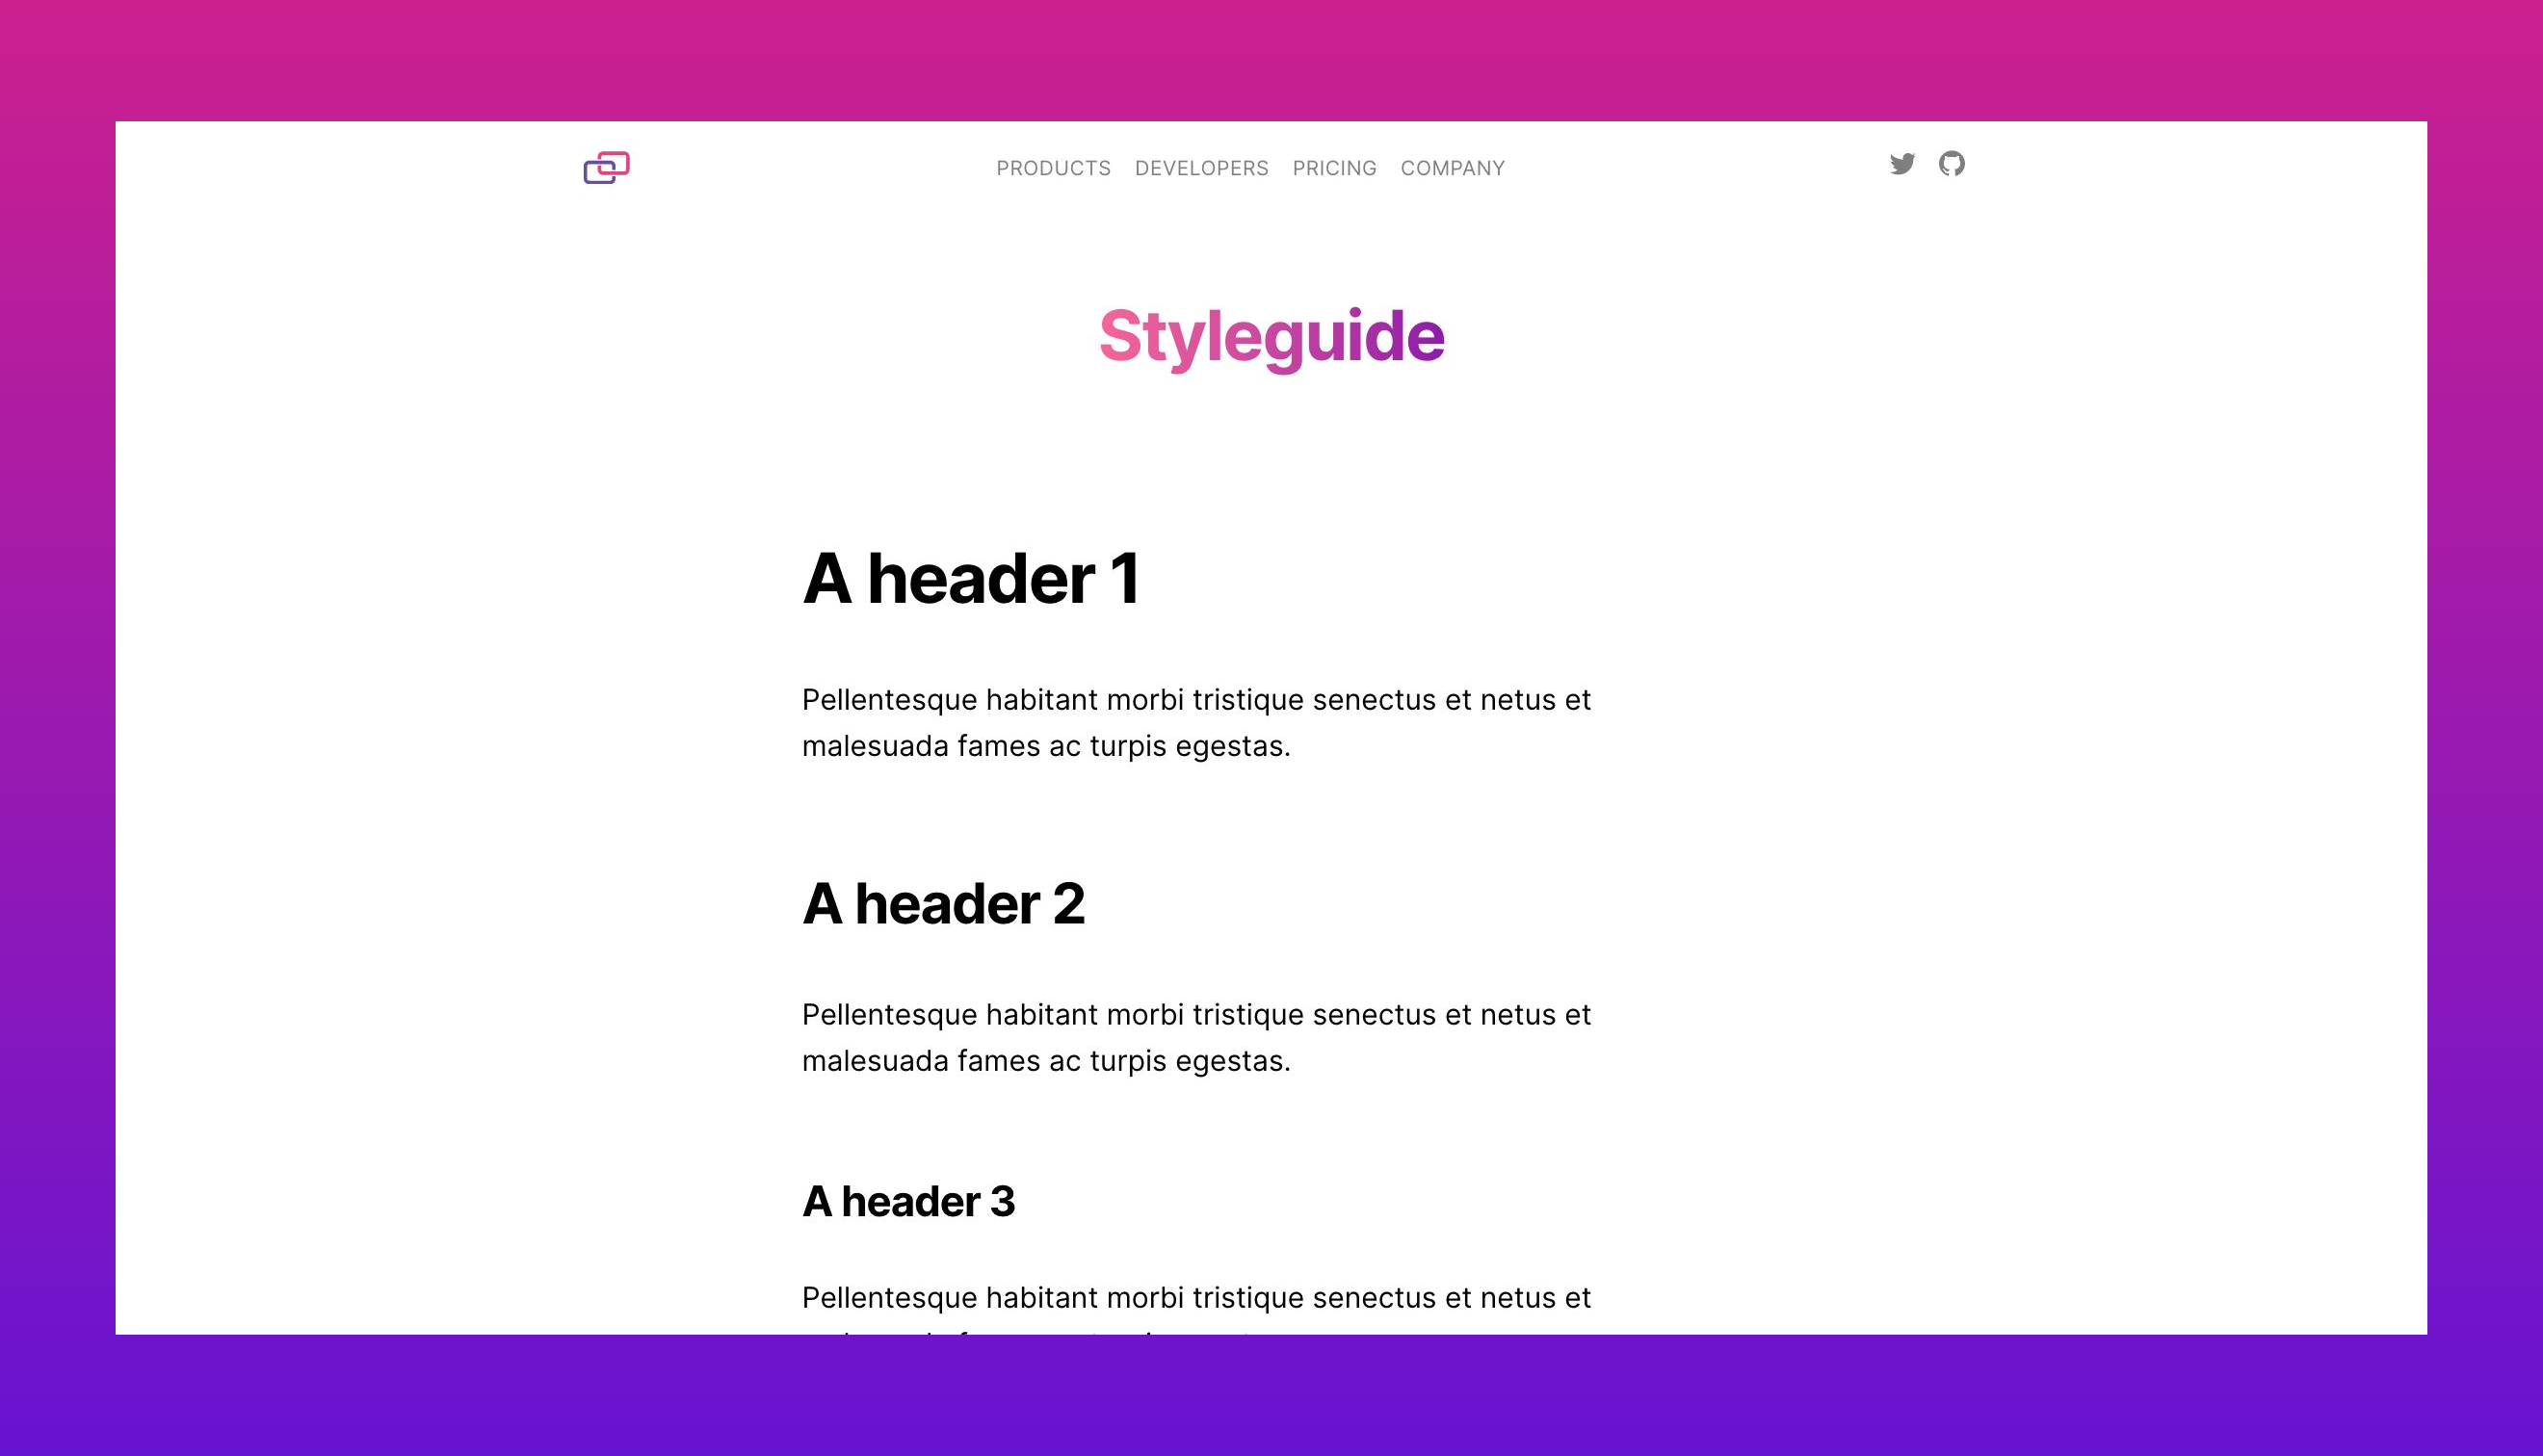 PRODUCTS DEVELOPERS PRICING COMPANY
Styleguide
A header 1
Pellentesque habitant morbi tristique senectus et netus et
malesuada fames ac turpis egestas.
A header 2
Pellentesque habitant morbi tristique senectus et netus et
malesuada fames ac turpis egestas.
A header 3
Pellentesque habitant morbi tristique senectus et netus et